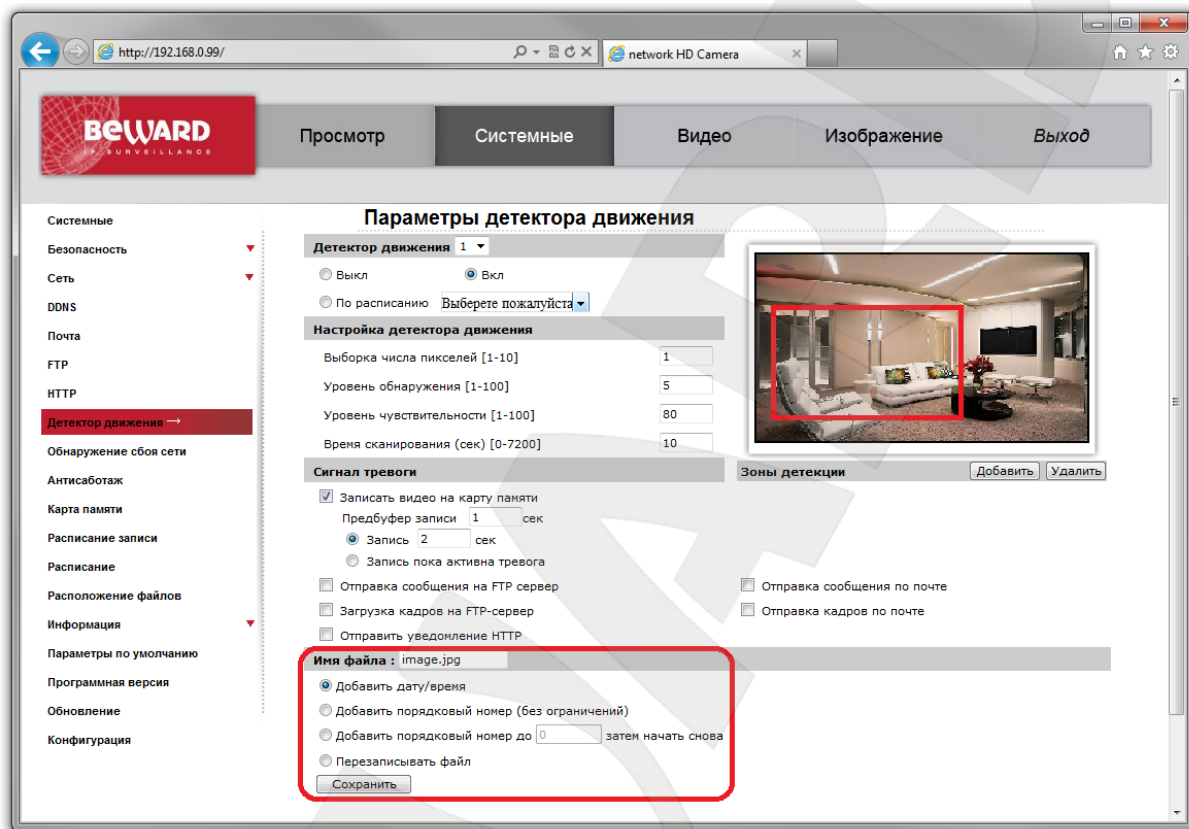 http://192.168.0.99/
network HD Camera
BEWARD
IP SURVEILLANCE
Просмотр
Системные
Видео
Изображение
Выход
Системные
Безопасность
Сеть
DDNS
Почта
FTP
HTTP
Детектор движения →
Обнаружение сбоя сети
Антисаботаж
Карта памяти
Расписание записи
Расписание
Расположение файлов
Информация
Параметры по умолчанию
Программная версия
Обновление
Конфигурация
Параметры детектора движения
Детектор движения 1
Выкл Вкл
По расписанию Выберете пожалуйста
Настройка детектора движения
Выборка числа пикселей [1-10] 1
Уровень обнаружения [1-100] 5
Уровень чувствительности [1-100] 80
Время сканирования (сек) [0-7200] 10
Сигнал тревоги
Зоны детекции Добавить Удалить
Записать видео на карту памяти
Предбуфер записи 1 сек
Запись 2 сек
Запись пока активна тревога
Отправка сообщения на FTP сервер Отправка сообщения по почте
Загрузка кадров на FTP-сервер Отправка кадров по почте
Отправить уведомление HTTP
Имя файла : image.jpg
Добавить дату/время
Добавить порядковый номер (без ограничений)
Добавить порядковый номер до 0 затем начать снова
Перезаписывать файл
Сохранить